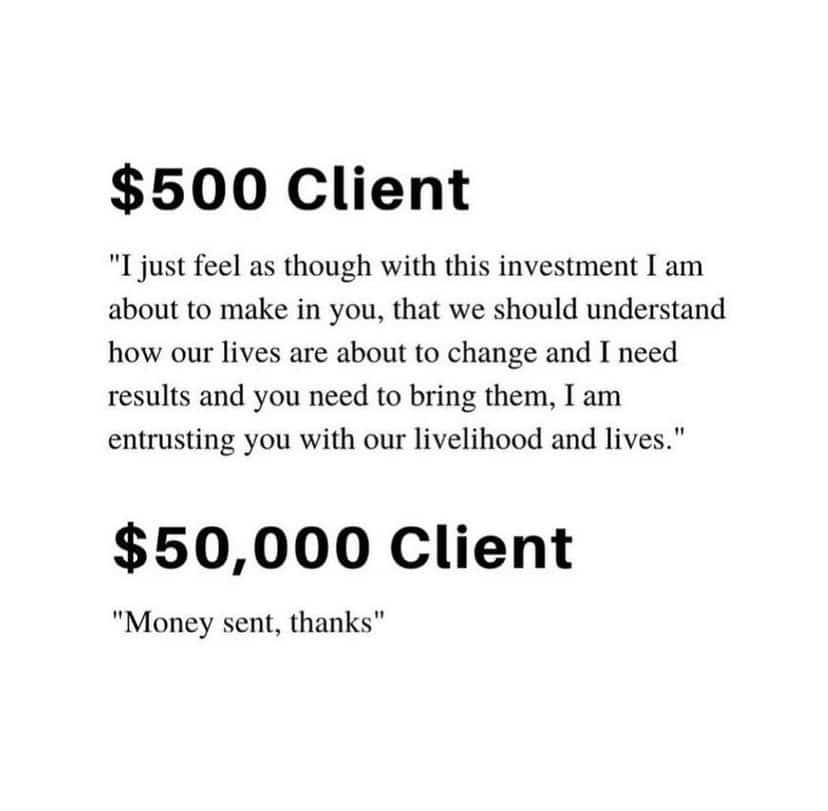 $500 Client
"I just feel as though with this investment I am
about to make in you, that we should understand
how our lives are about to change and I need
results and you need to bring them, I am
entrusting you with our livelihood and lives."
$50,000 Client
"Money sent, thanks"